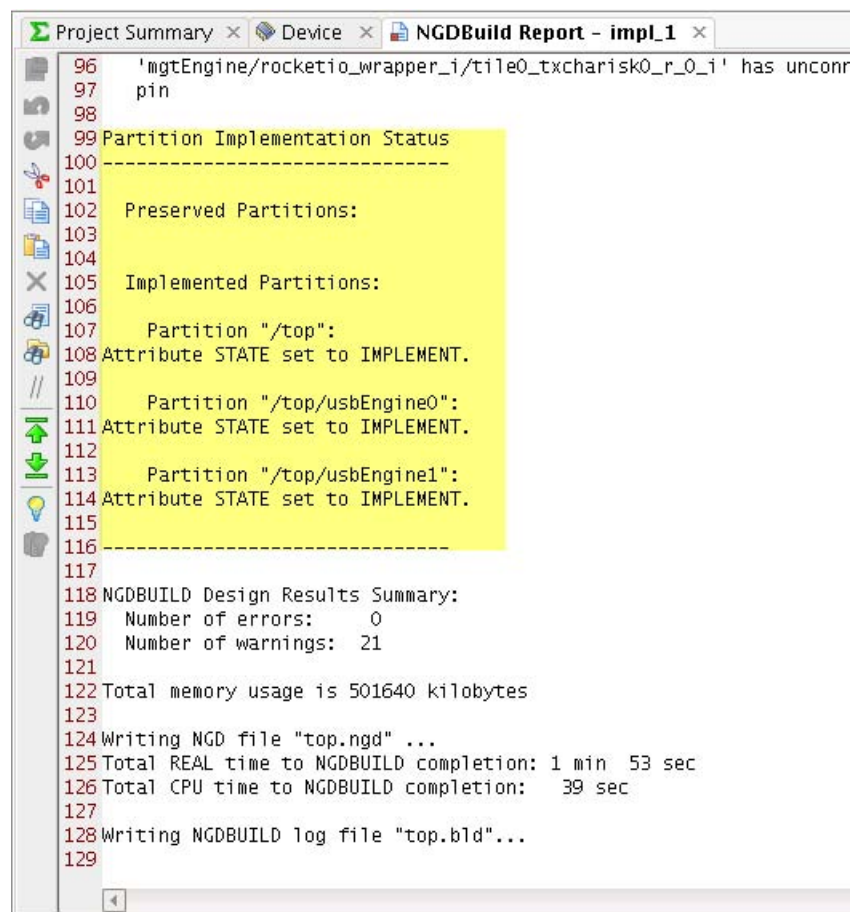 Σ Project Summary × Device × NGDBuild Report - impl_1 ×
96 'mgtEngine/rocketio_wrapper_i/tile0_txcharisk0_r_0_i' has unconn
97 pin
98
99 Partition Implementation Status
100 -------------------------------
101
102 Preserved Partitions:
103
104
105 Implemented Partitions:
106
107 Partition "/top":
108 Attribute STATE set to IMPLEMENT.
109
110 Partition "/top/usbEngine0":
111 Attribute STATE set to IMPLEMENT.
112
113 Partition "/top/usbEngine1":
114 Attribute STATE set to IMPLEMENT.
115
116 -------------------------------
117
118 NGDBUILD Design Results Summary:
119 Number of errors: 0
120 Number of warnings: 21
121
122 Total memory usage is 501640 kilobytes
123
124 Writing NGD file "top.ngd" ...
125 Total REAL time to NGDBUILD completion: 1 min 53 sec
126 Total CPU time to NGDBUILD completion: 39 sec
127
128 Writing NGDBUILD log file "top.bld"...
129